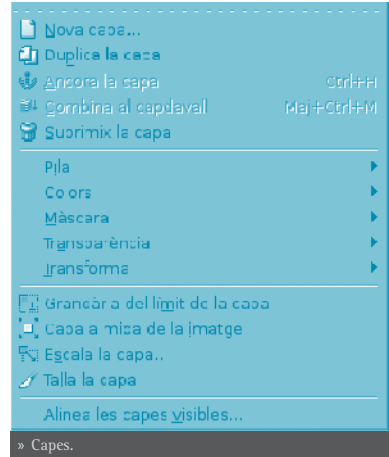 Nova capa...
Duplica la capa
Àncora la capa Ctrl+H
Combina al capdavall Maj+Ctrl+M
Suprimix la capa
Pila
Colors
Màscara
Transparència
Transforma
Grandària del límit de la capa
Capa a mida de la imatge
Escala la capa...
Talla la capa
Alinea les capes visibles...
» Capes.